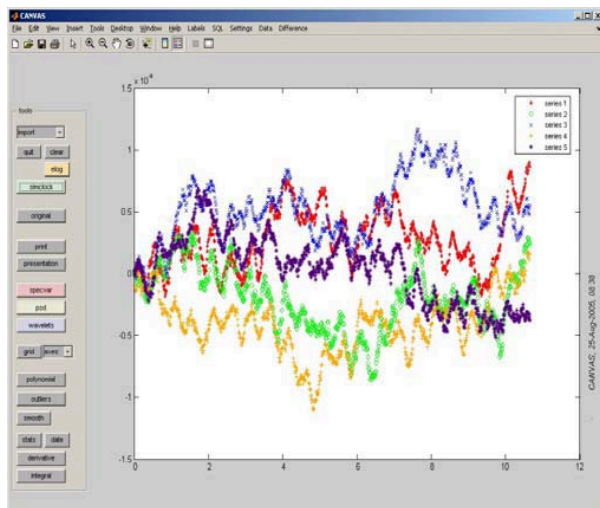 CANVAS
File Edit View Insert Tools Desktop Window Help Labels SQL Settings Data Difference
tools
import
quit clear
elog
simclock
original
print
presentation
specvar
psd
wavelets
grid axes
polynomial
outliers
smooth
stats date
derivative
integral
x 10
1.5
1
0.5
0
-0.5
-1
-1.5
0 2 4 6 8 10 12
series 1
series 2
series 3
series 4
series 5
CANVAS, 25-Aug-2005, 08:38